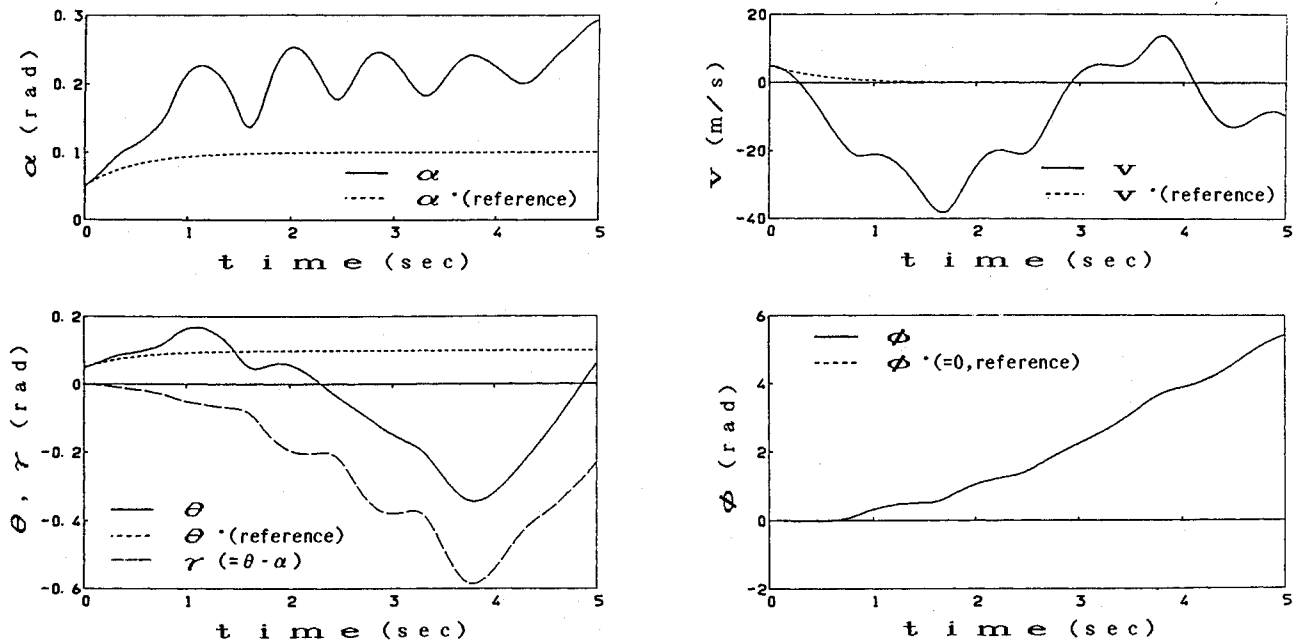 0.3
0.2
0.1
0
α (rad)
α
α *(reference)
0 1 2 3 4 5
time (sec)
20
0
-20
-40
v (m/s)
v
v *(reference)
0 1 2 3 4 5
time (sec)
0.2
0
-0.2
-0.4
-0.6
θ, γ (rad)
θ
θ *(reference)
γ (=θ-α)
0 1 2 3 4 5
time (sec)
6
4
2
0
-2
φ (rad)
φ
φ *(=0,reference)
0 1 2 3 4 5
time (sec)